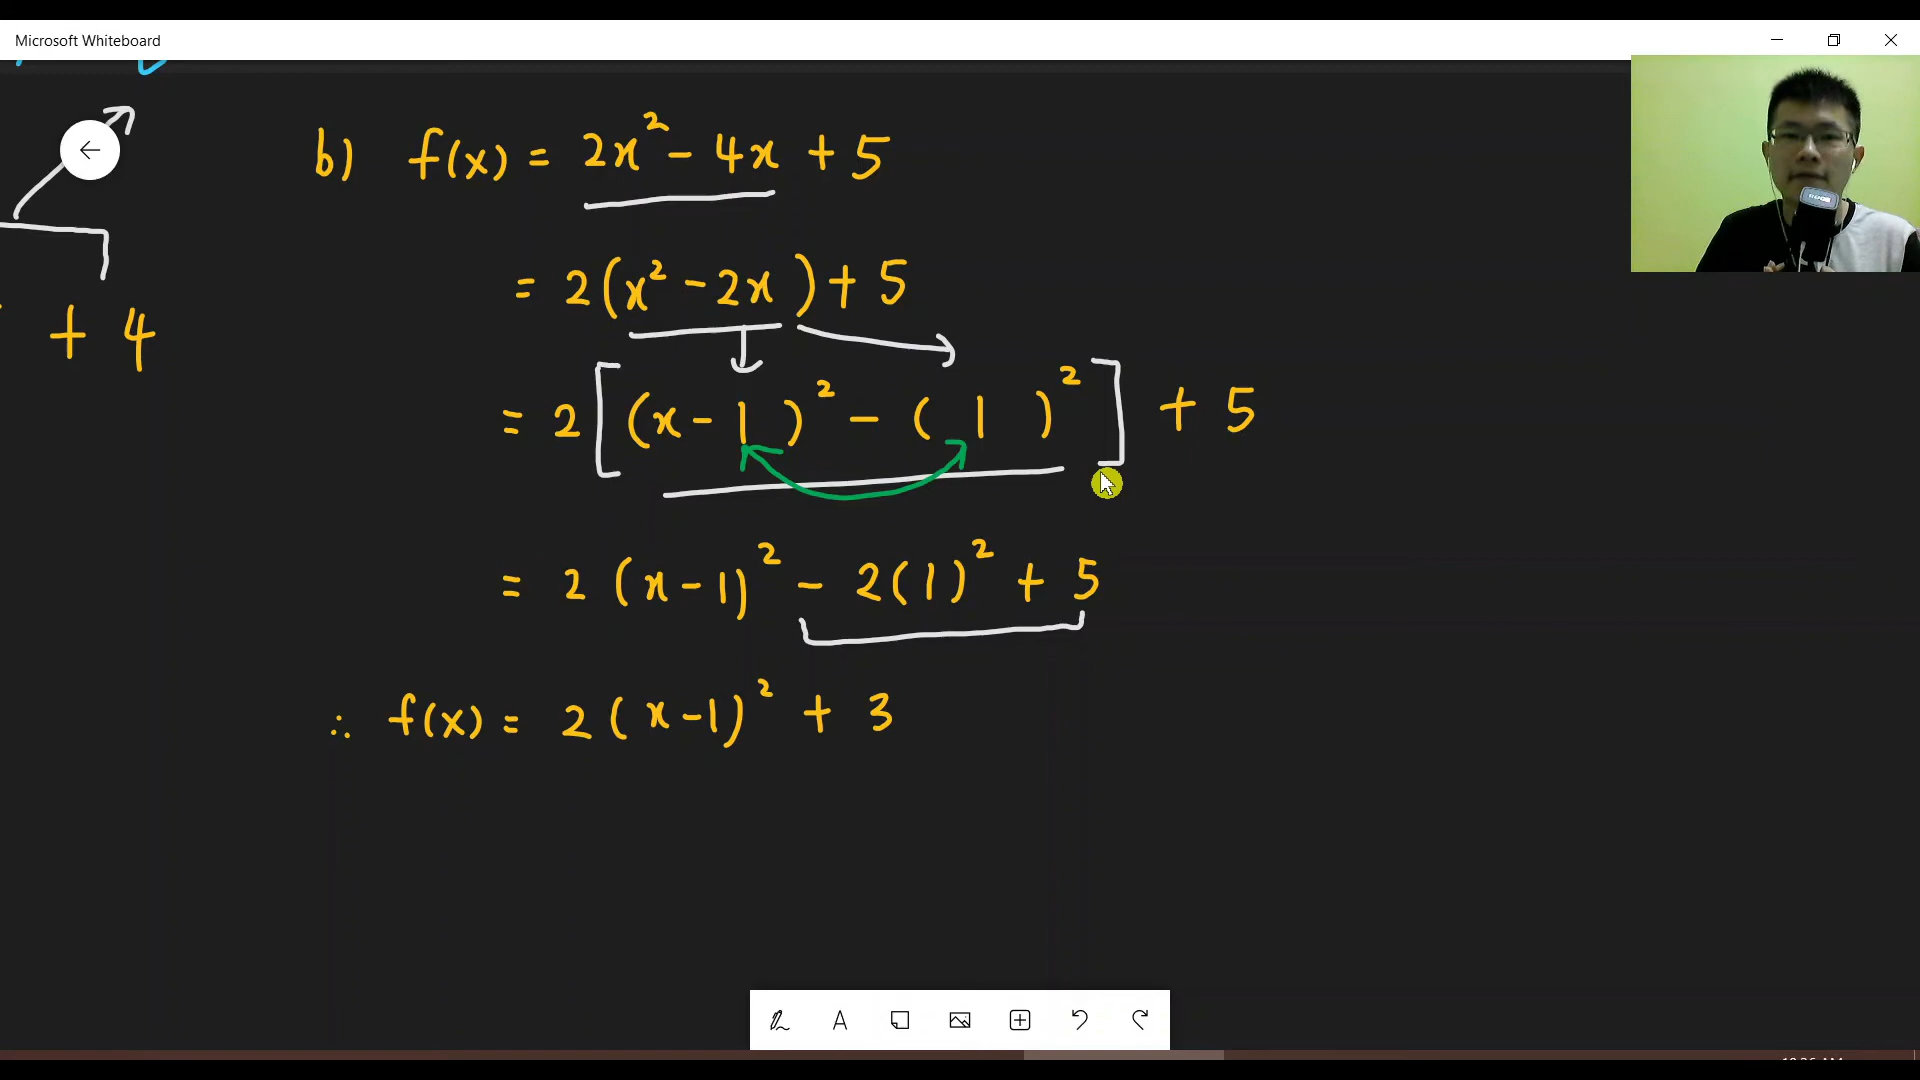 Microsoft Whiteboard
b) f(x) = 2x² - 4x + 5
= 2(x² - 2x ) + 5
+ 4
= 2[(x - 1 )² - ( 1 )²] + 5
= 2 (x - 1)² - 2(1)² + 5
∴ f(x) = 2(x - 1)² + 3
A